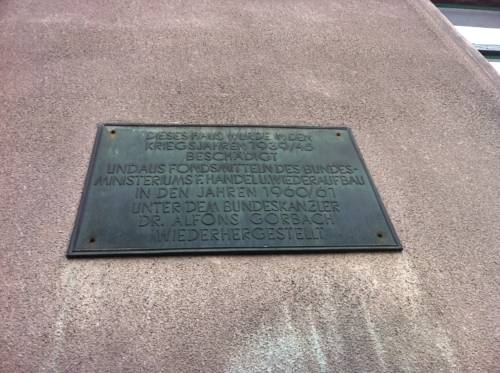 DIESES HAUS WURDE IN DEN
KRIEGSJAHREN 1939/45
BESCHÄDIGT
UND AUS FONDSMITTELN DES BUNDES-
MINISTERIUMS F. HANDEL U WIEDERAUFBAU
IN DEN JAHREN 1960/61
UNTER DEM BUNDESKANZLER
DR. ALFONS GORBACH
WIEDERHERGESTELLT